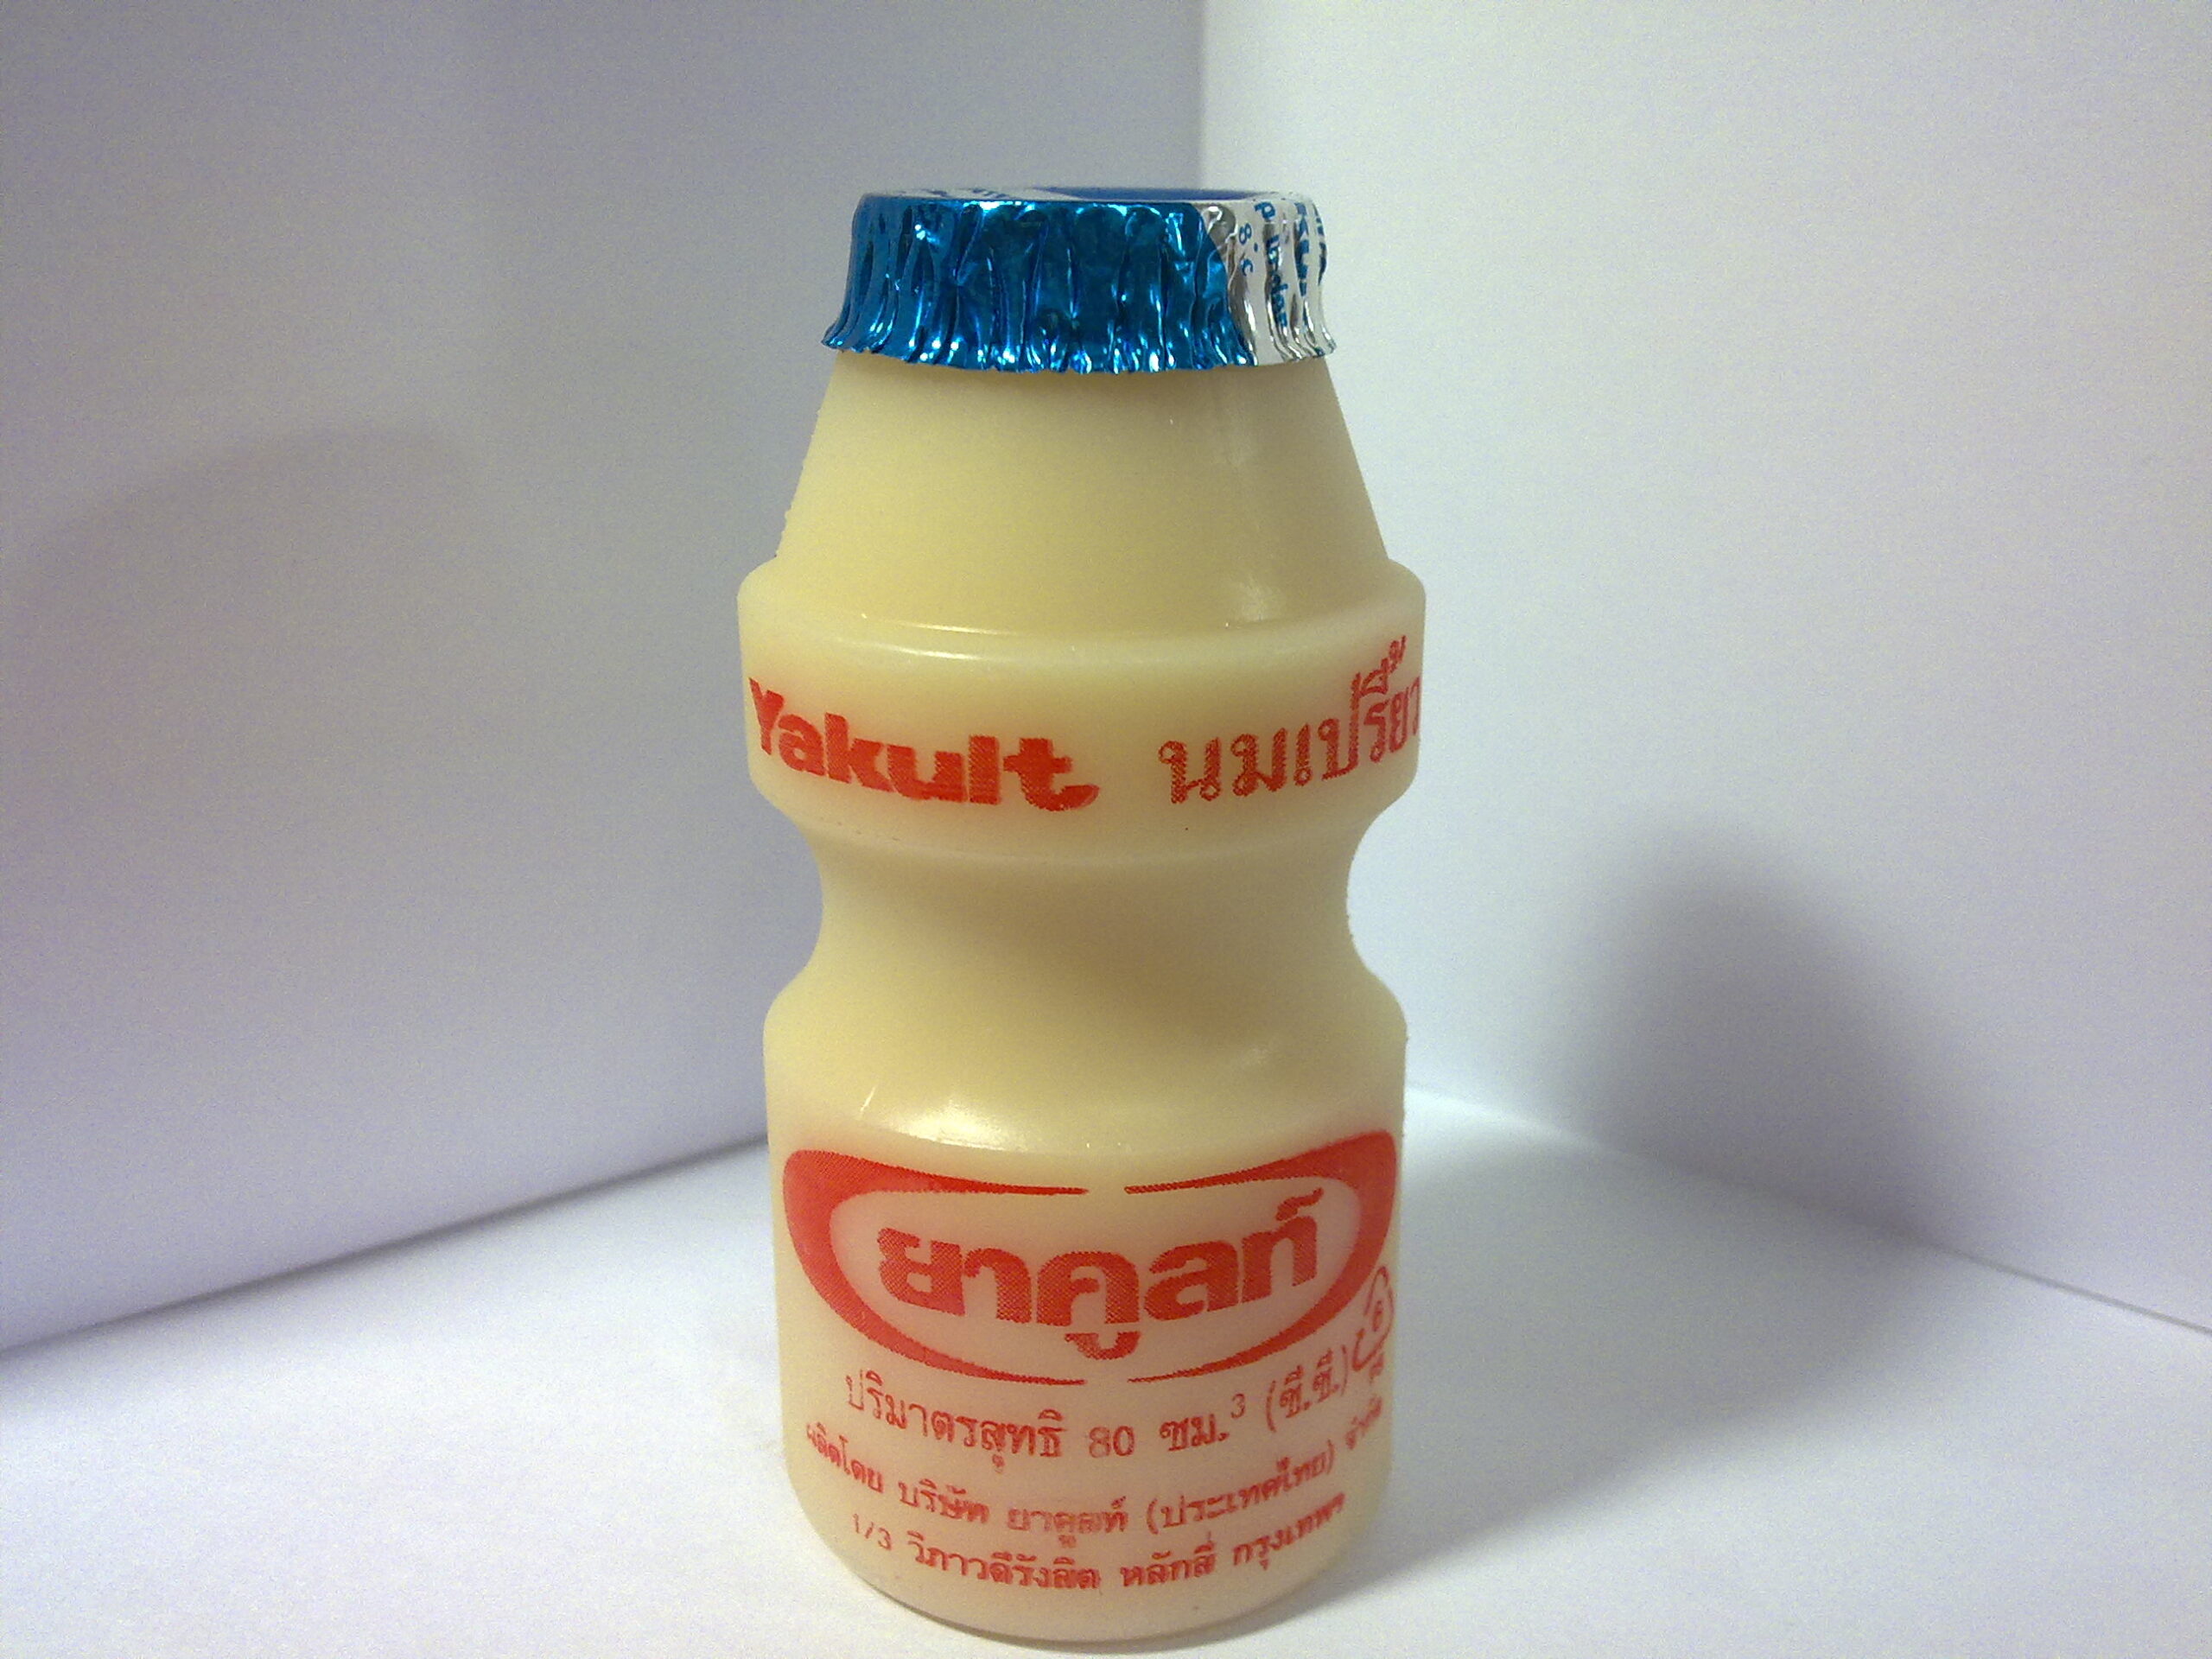 8°C
Yakult นมเปรี้ยว
ยาคูลท์
6
ปริมาตรสุทธิ 80 ซม.³ (ซี.ซี.)
ผลิตโดย บริษัท ยาคูลท์ (ประเทศไทย) จำกัด
1/3 วิภาวดีรังสิต หลักสี่ กรุงเทพฯ